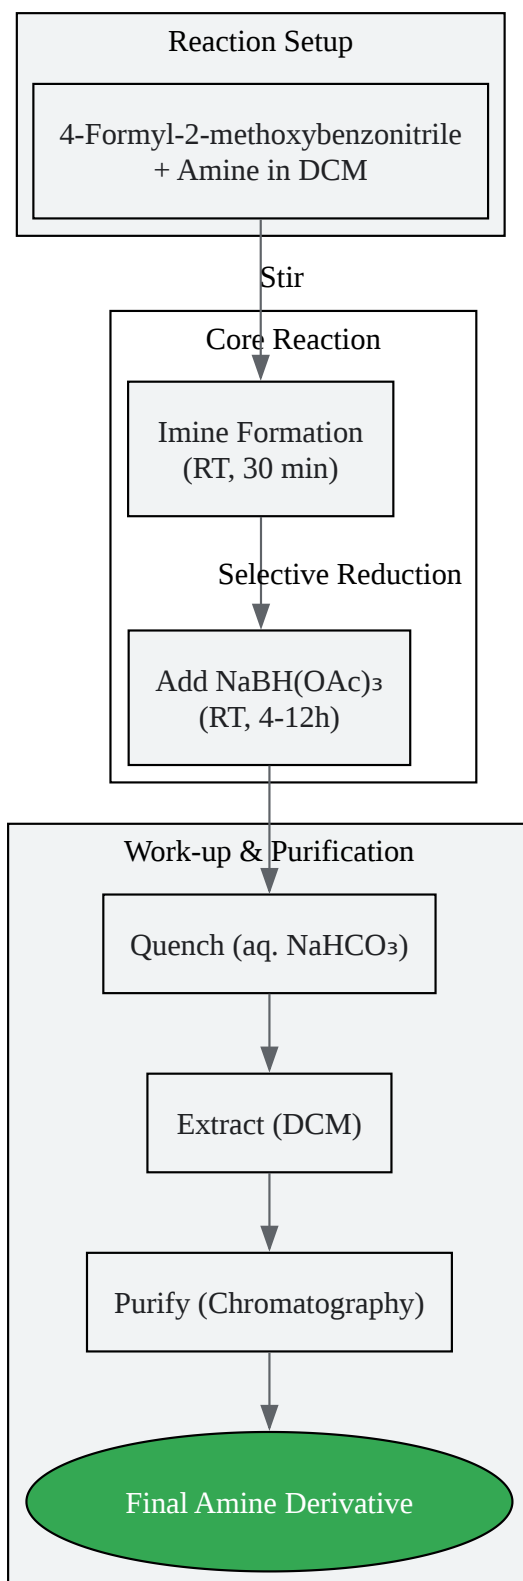 Reaction Setup
4-Formyl-2-methoxybenzonitrile
+ Amine in DCM
Stir
Core Reaction
Imine Formation
(RT, 30 min)
Selective Reduction
Add NaBH(OAc)₃
(RT, 4-12h)
Work-up & Purification
Quench (aq. NaHCO₃)
Extract (DCM)
Purify (Chromatography)
Final Amine Derivative